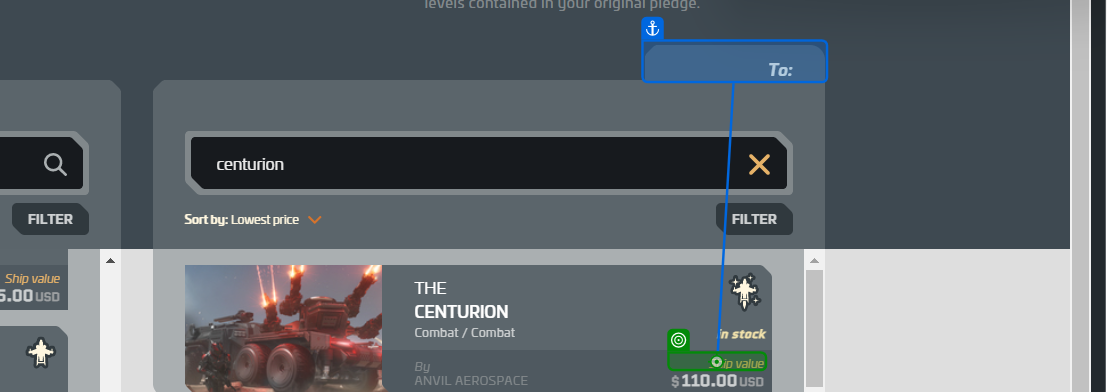 levels contained in your original pledge.
To:
centurion
FILTER
Sort by: Lowest price
FILTER
Ship value
5.00 USD
THE
CENTURION
Combat / Combat
in stock
By
ANVIL AEROSPACE
Ship value
$110.00 USD